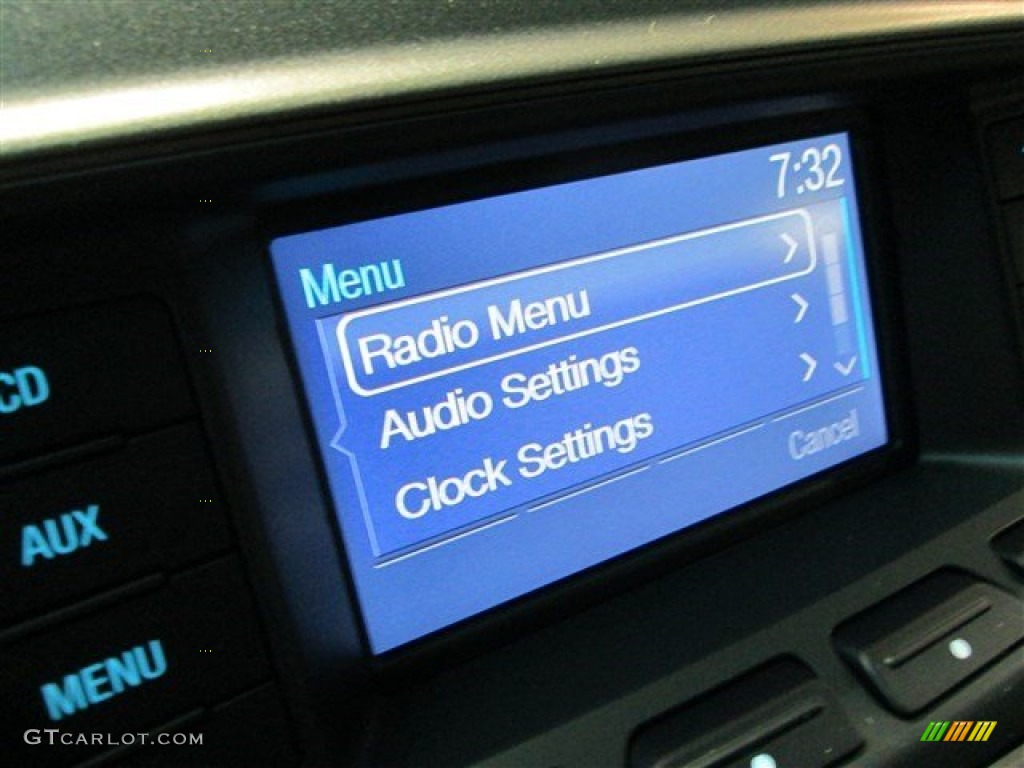 7:32
Menu
Radio Menu
Audio Settings
Clock Settings
Cancel
CD
AUX
MENU
GTCARLOT.COM